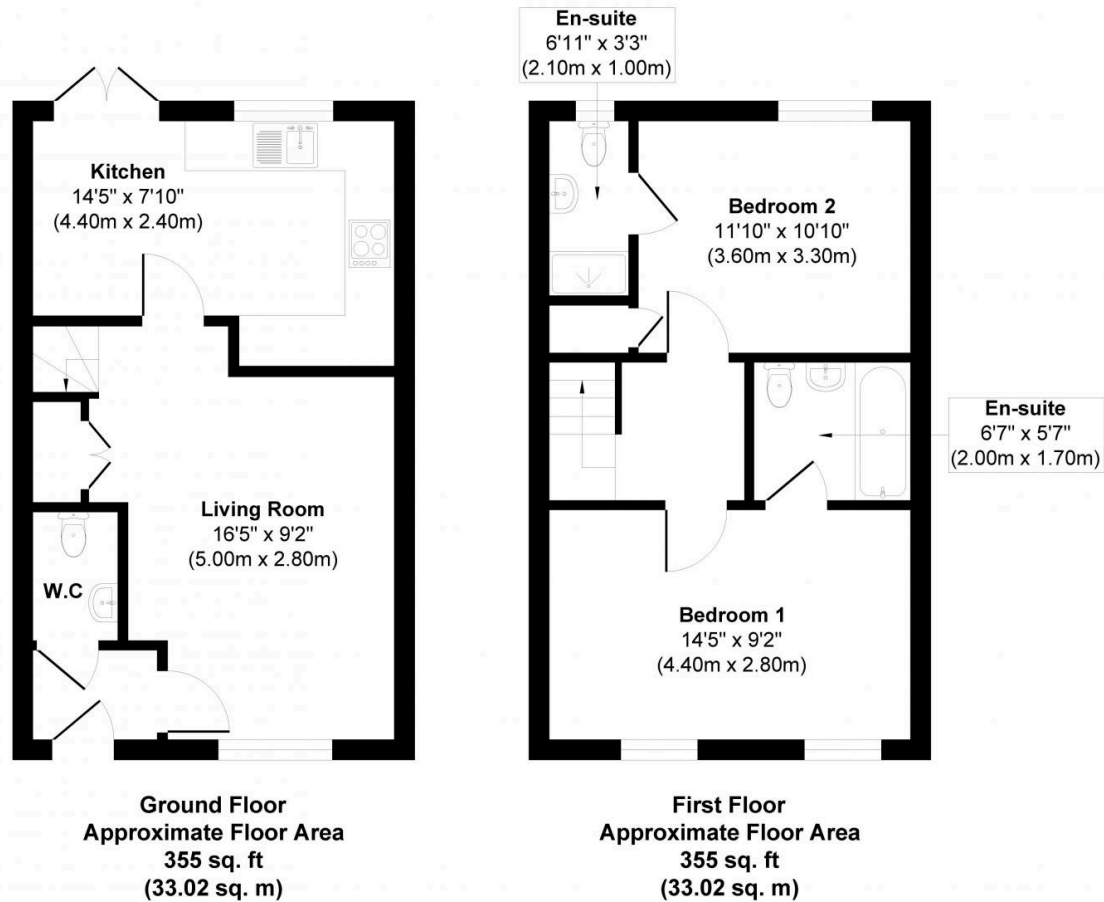 En-suite
6'11" x 3'3"
(2.10m x 1.00m)
Kitchen
14'5" x 7'10"
(4.40m x 2.40m)
Living Room
16'5" x 9'2"
(5.00m x 2.80m)
W.C
Ground Floor
Approximate Floor Area
355 sq. ft
(33.02 sq. m)
Bedroom 2
11'10" x 10'10"
(3.60m x 3.30m)
En-suite
6'7" x 5'7"
(2.00m x 1.70m)
Bedroom 1
14'5" x 9'2"
(4.40m x 2.80m)
First Floor
Approximate Floor Area
355 sq. ft
(33.02 sq. m)